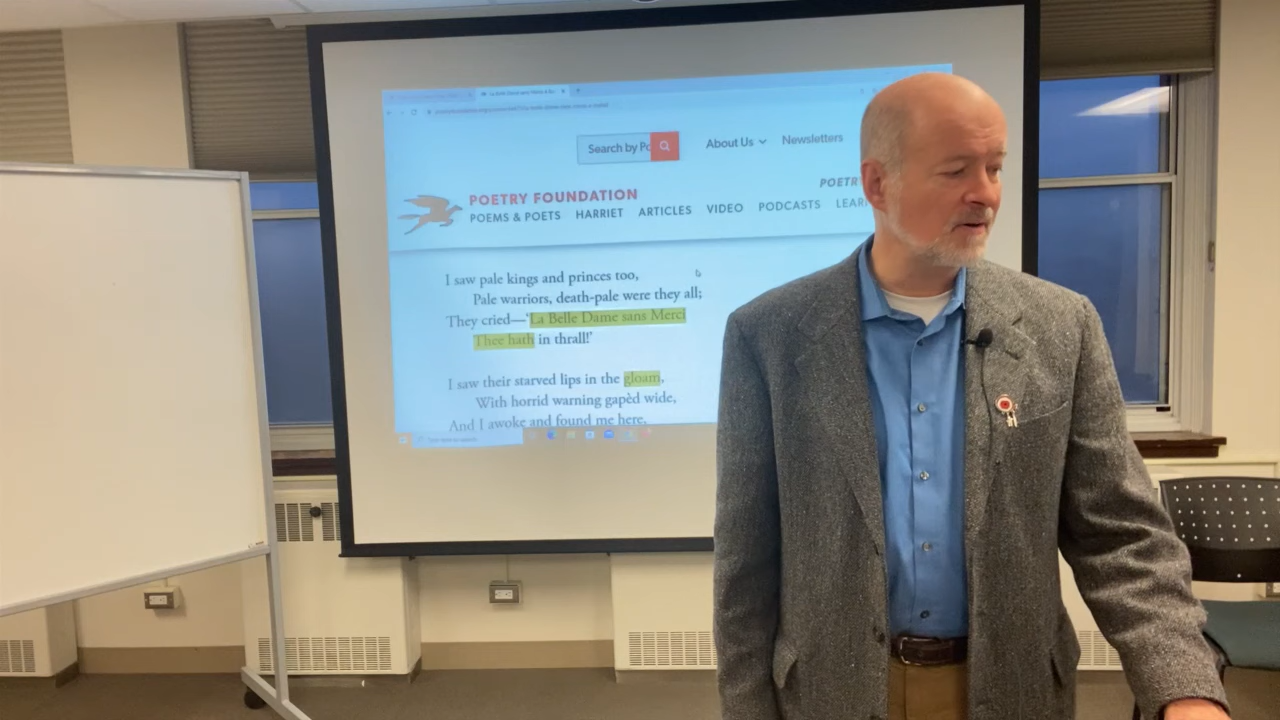 Search by Po
About Us
Newsletters
POETRY FOUNDATION
POETR
POEMS & POETS HARRIET ARTICLES VIDEO PODCASTS LEAR
I saw pale kings and princes too,
Pale warriors, death-pale were they all;
They cried—‘La Belle Dame sans Merci
Thee hath in thrall!’
I saw their starved lips in the gloam,
With horrid warning gapèd wide,
And I awoke and found me here,